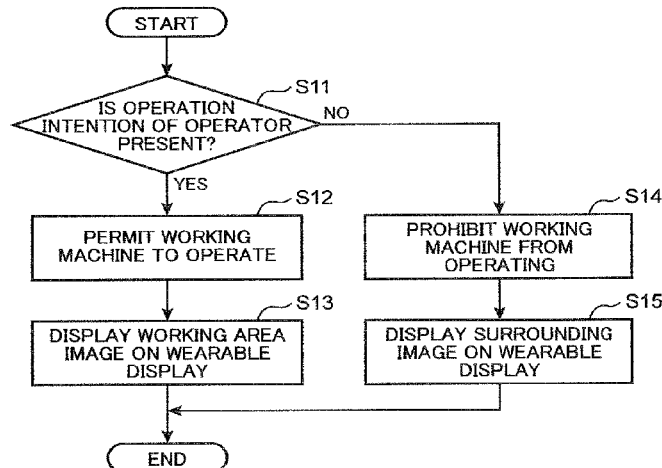 START
S11
IS OPERATION
INTENTION OF OPERATOR
PRESENT?
NO
YES
S12
PERMIT WORKING
MACHINE TO OPERATE
S14
PROHIBIT WORKING
MACHINE FROM
OPERATING
S13
DISPLAY WORKING AREA
IMAGE ON WEARABLE
DISPLAY
S15
DISPLAY SURROUNDING
IMAGE ON WEARABLE
DISPLAY
END